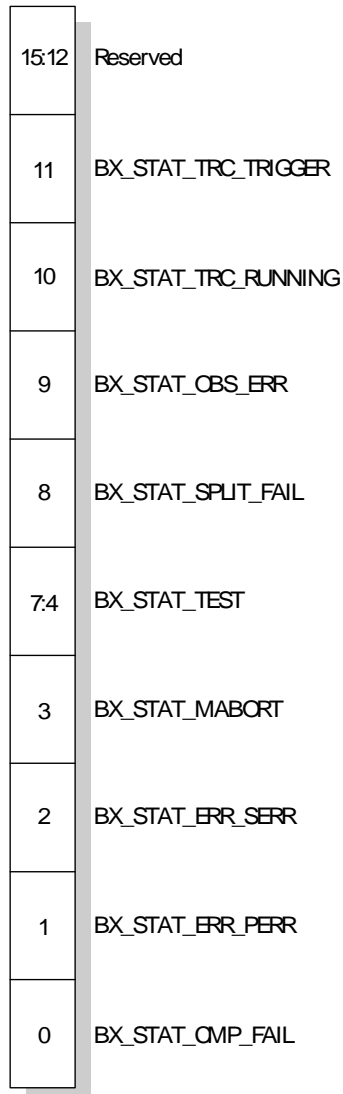 15:12 Reserved
11 BX_STAT_TRC_TRIGGER
10 BX_STAT_TRC_RUNNING
9 BX_STAT_OBS_ERR
8 BX_STAT_SPLIT_FAIL
7:4 BX_STAT_TEST
3 BX_STAT_MABORT
2 BX_STAT_ERR_SERR
1 BX_STAT_ERR_PERR
0 BX_STAT_CMP_FAIL